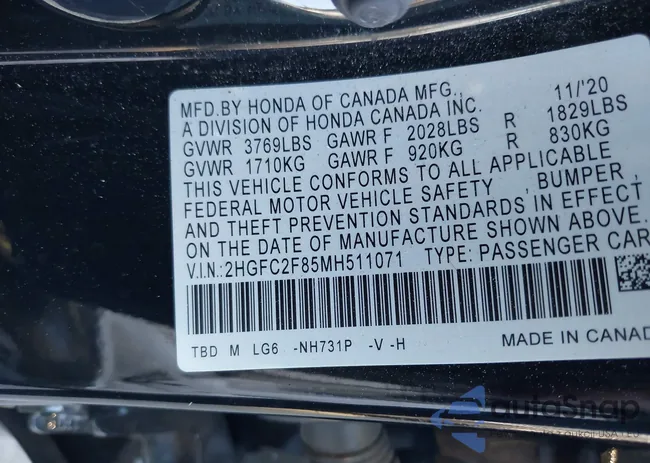 MFD.BY HONDA OF CANADA MFG., 11/'20
A DIVISION OF HONDA CANADA INC.
GVWR 3769LBS GAWR F 2028LBS R 1829LBS
GVWR 1710KG GAWR F 920KG R 830KG
THIS VEHICLE CONFORMS TO ALL APPLICABLE
FEDERAL MOTOR VEHICLE SAFETY , BUMPER,
AND THEFT PREVENTION STANDARDS IN EFFECT
ON THE DATE OF MANUFACTURE SHOWN ABOVE.
V.I.N.:2HGFC2F85MH511071 TYPE: PASSENGER CAR
TBD M LG6 -NH731P -V -H
MADE IN CANAD
autoSnap